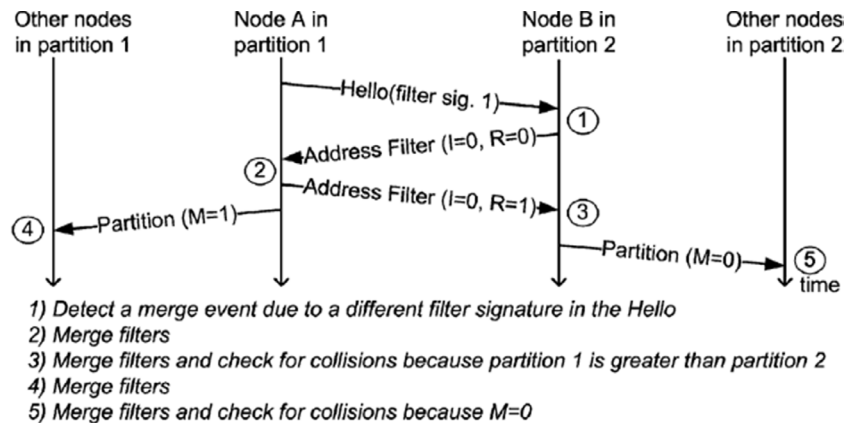 Other nodes in partition 1
Node A in partition 1
Node B in partition 2
Other nodes in partition 2
Hello(filter sig. 1)
1
Address Filter (I=0, R=0)
2
Address Filter (I=0, R=1)
3
Partition (M=1)
4
Partition (M=0)
5
time
1) Detect a merge event due to a different filter signature in the Hello
2) Merge filters
3) Merge filters and check for collisions because partition 1 is greater than partition 2
4) Merge filters
5) Merge filters and check for collisions because M=0